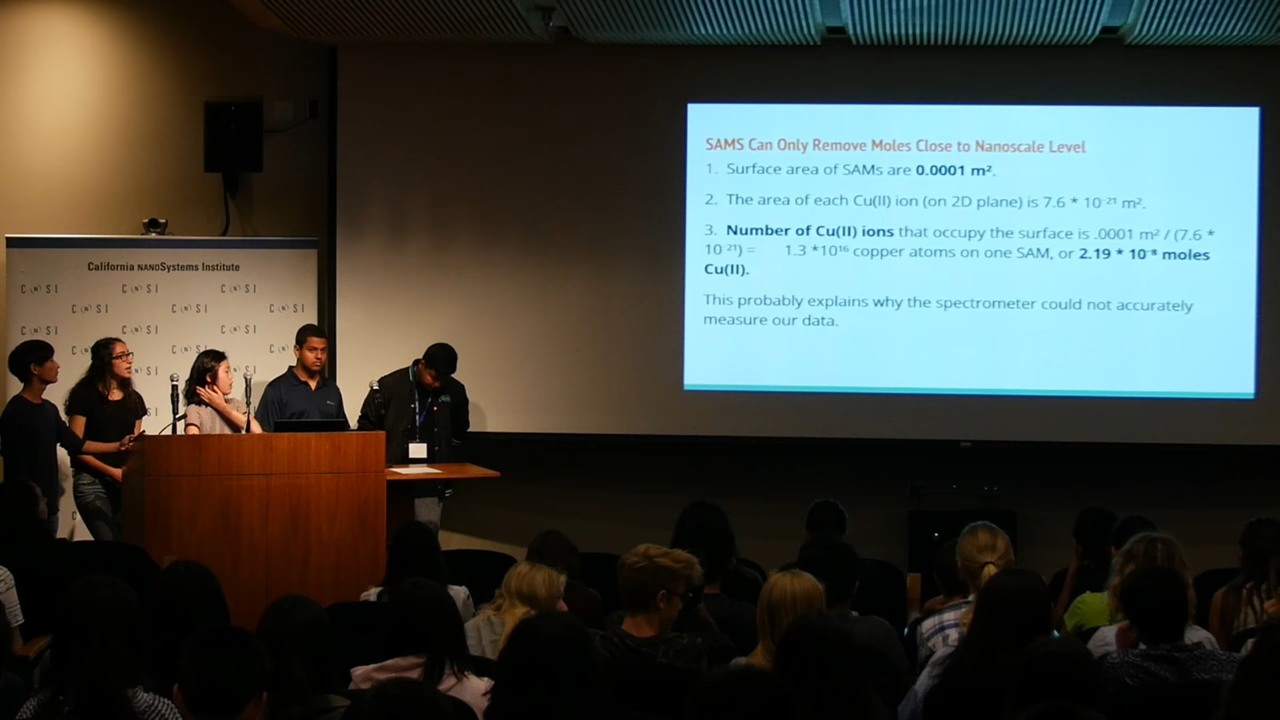 California NANOSystems Institute
C (N) S I C (N) S I C (N) S I
C (N) S I C (N) S I
C (N) S I C (N) S I C (N) S I
SAMS Can Only Remove Moles Close to Nanoscale Level
1. Surface area of SAMs are 0.0001 m².
2. The area of each Cu(II) ion (on 2D plane) is 7.6 * 10⁻²¹ m².
3. Number of Cu(II) ions that occupy the surface is .0001 m² / (7.6 *
10⁻²¹) = 1.3 *10¹⁶ copper atoms on one SAM, or 2.19 * 10⁻⁸ moles
Cu(II).
This probably explains why the spectrometer could not accurately
measure our data.